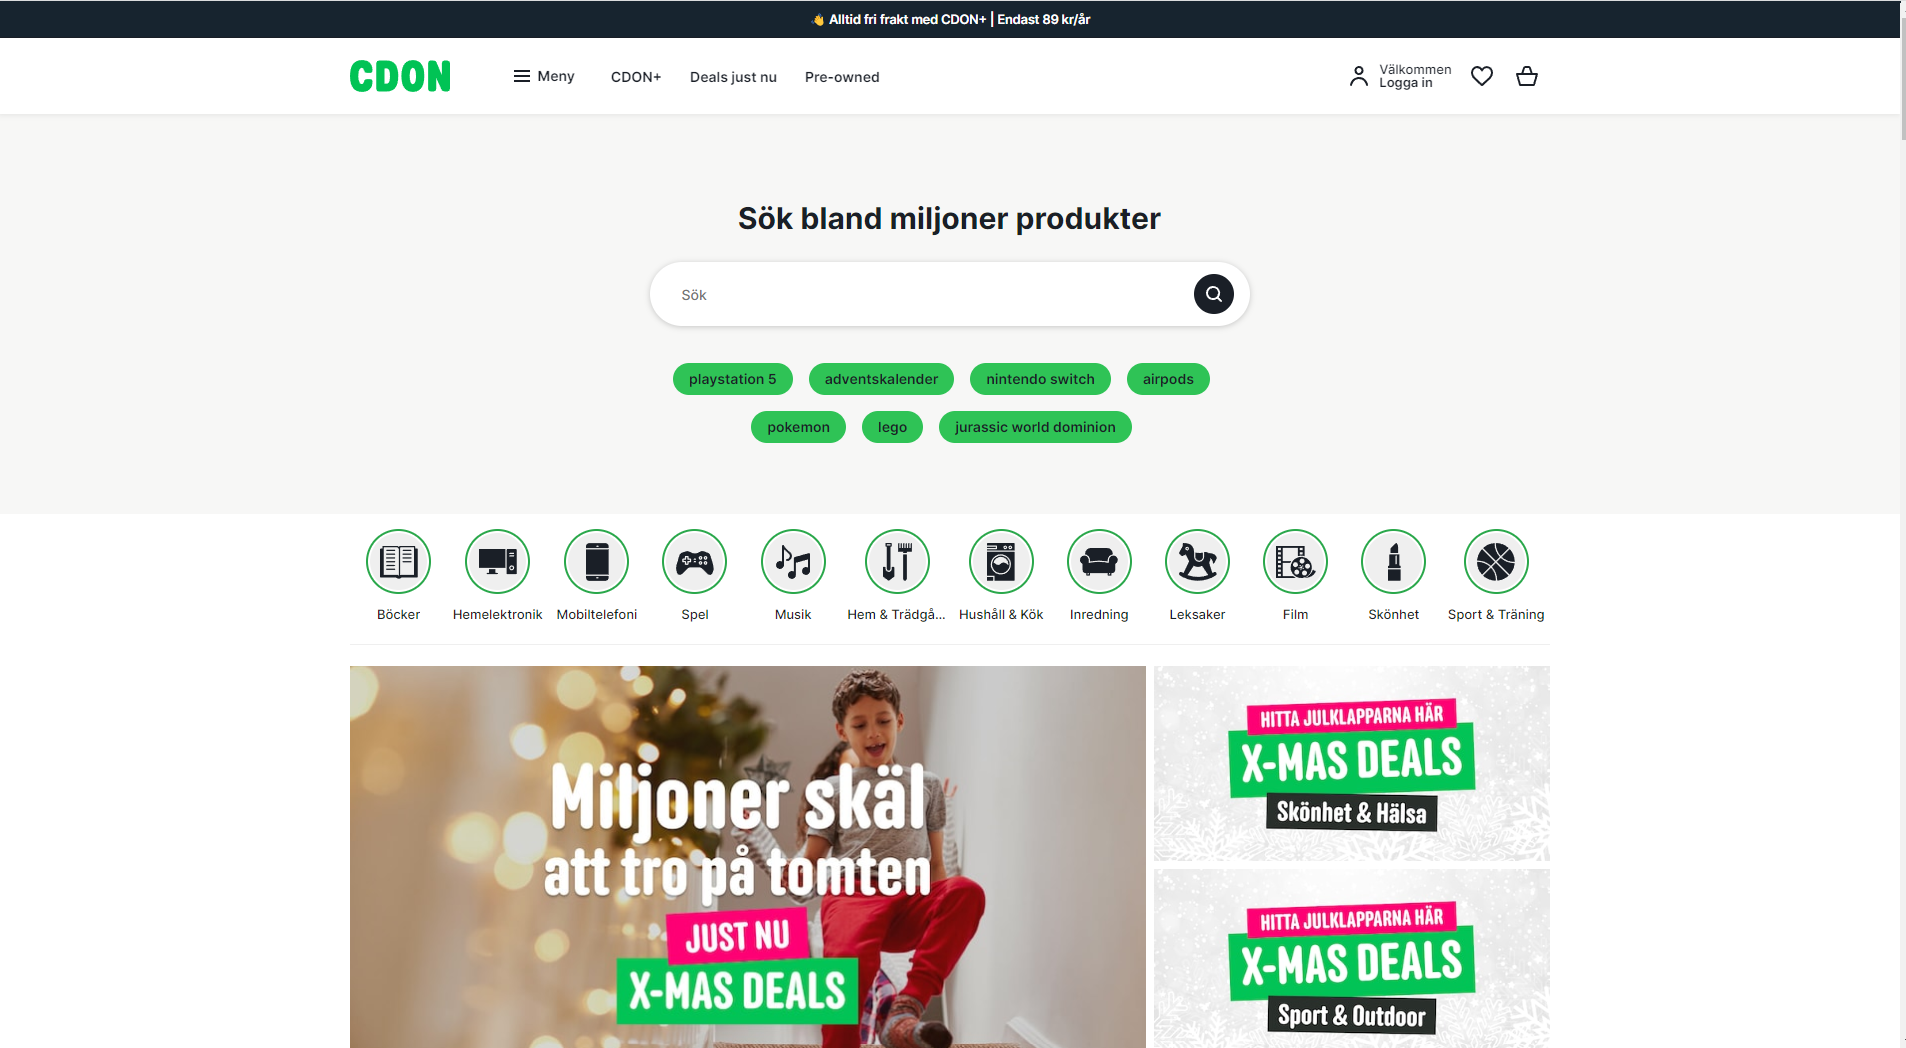 👋 Alltid fri frakt med CDON+ | Endast 89 kr/år
CDON
Meny
CDON+
Deals just nu
Pre-owned
Välkommen
Logga in
Sök bland miljoner produkter
Sök
playstation 5
adventskalender
nintendo switch
airpods
pokemon
lego
jurassic world dominion
Böcker
Hemelektronik
Mobiltelefoni
Spel
Musik
Hem & Trädgå...
Hushåll & Kök
Inredning
Leksaker
Film
Skönhet
Sport & Träning
Miljoner skäl
att tro på tomten
JUST NU
X-MAS DEALS
HITTA JULKLAPPARNA HÄR
X-MAS DEALS
Skönhet & Hälsa
HITTA JULKLAPPARNA HÄR
X-MAS DEALS
Sport & Outdoor